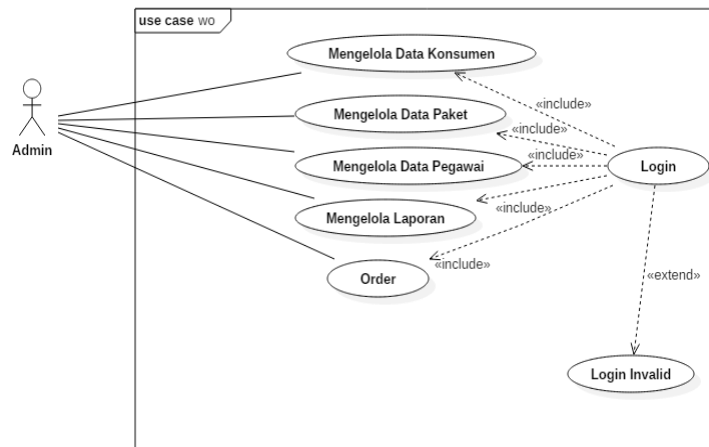 use case wo
Mengelola Data Konsumen
«include»
Mengelola Data Paket
«include»
Admin
Mengelola Data Pegawai
«include»
Login
Mengelola Laporan
«include»
Order
«include»
«extend»
Login Invalid